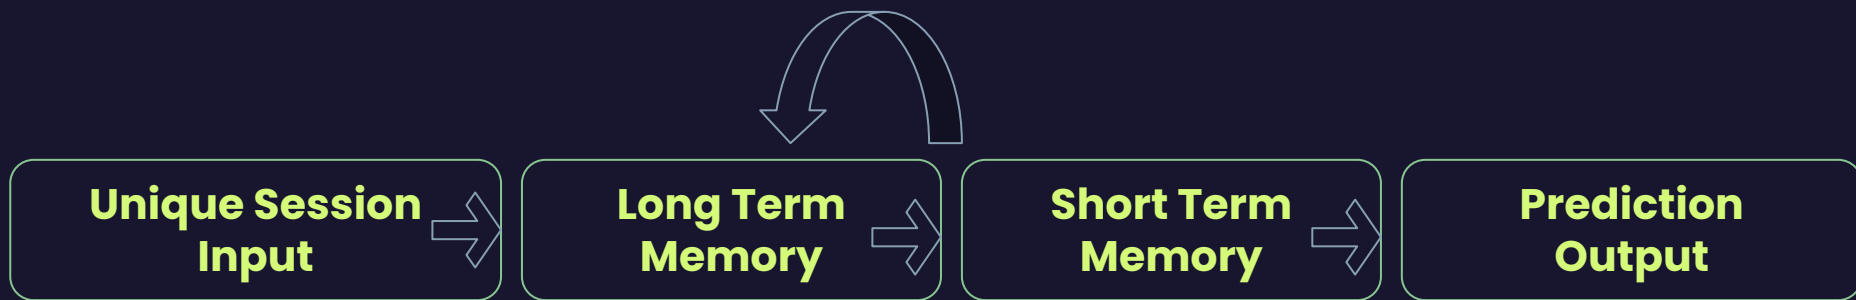 Unique Session
Input
Long Term
Memory
Short Term
Memory
Prediction
Output